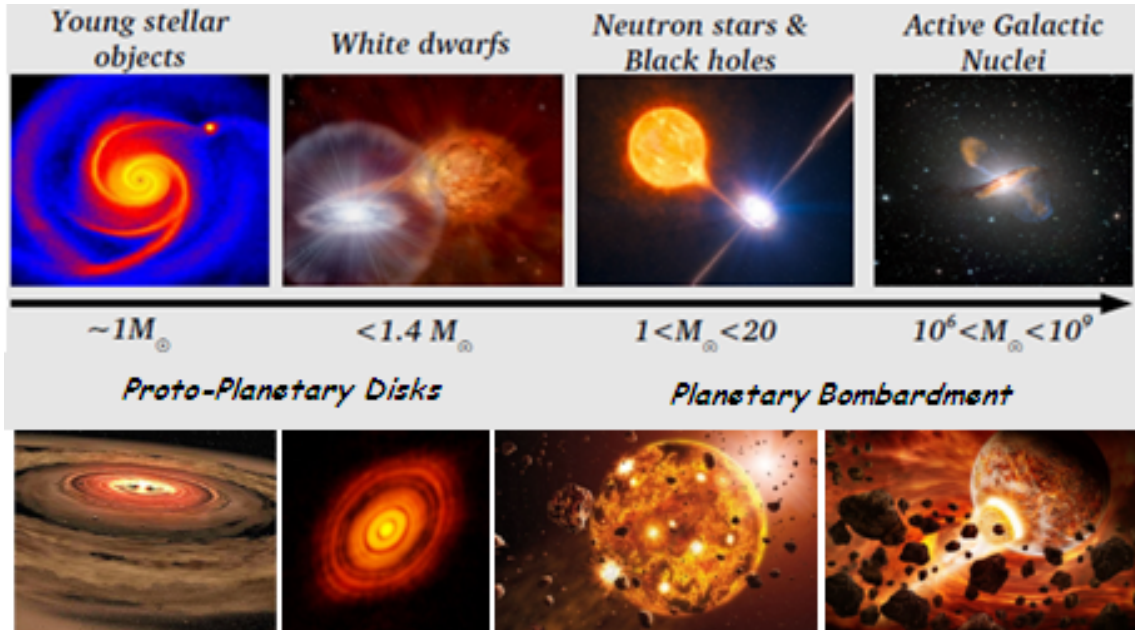 Young stellar
objects
White dwarfs
Neutron stars &
Black holes
Active Galactic
Nuclei
~1M☉
<1.4 M☉
1<M☉<20
10⁶<M☉<10⁹
Proto-Planetary Disks
Planetary Bombardment